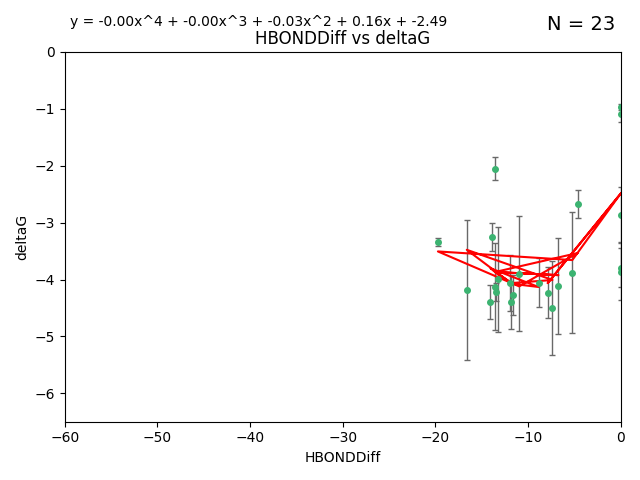 y = -0.00x^4 + -0.00x^3 + -0.03x^2 + 0.16x + -2.49
N = 23
HBONDDiff vs deltaG
0
−1
−2
−3
−4
−5
−6
deltaG
−60 −50 −40 −30 −20 −10 0
HBONDDiff